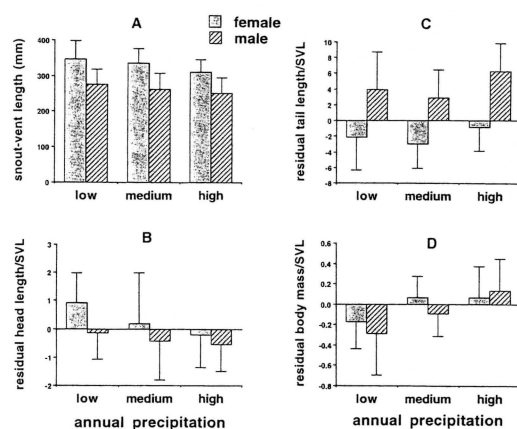 A
female
male
snout-vent length (mm)
400
300
200
100
0
low medium high
C
residual tail length/SVL
10
8
6
4
2
0
-2
-4
-6
-8
low medium high
B
residual head length/SVL
3
2
1
0
-1
-2
low medium high
annual precipitation
D
residual body mass/SVL
0.6
0.4
0.2
0.0
-0.2
-0.4
-0.6
-0.8
low medium high
annual precipitation